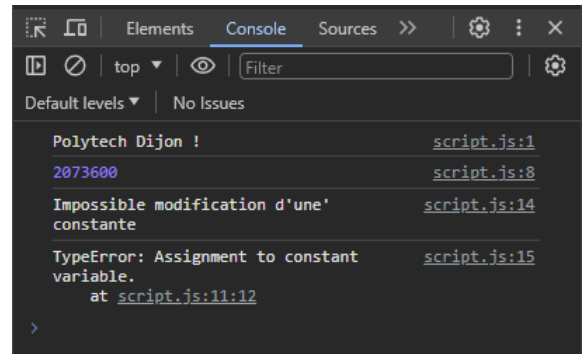 Elements Console Sources
top Filter
Default levels No Issues
Polytech Dijon ! script.js:1
2073600 script.js:8
Impossible modification d'une' script.js:14
constante
TypeError: Assignment to constant script.js:15
variable.
at script.js:11:12